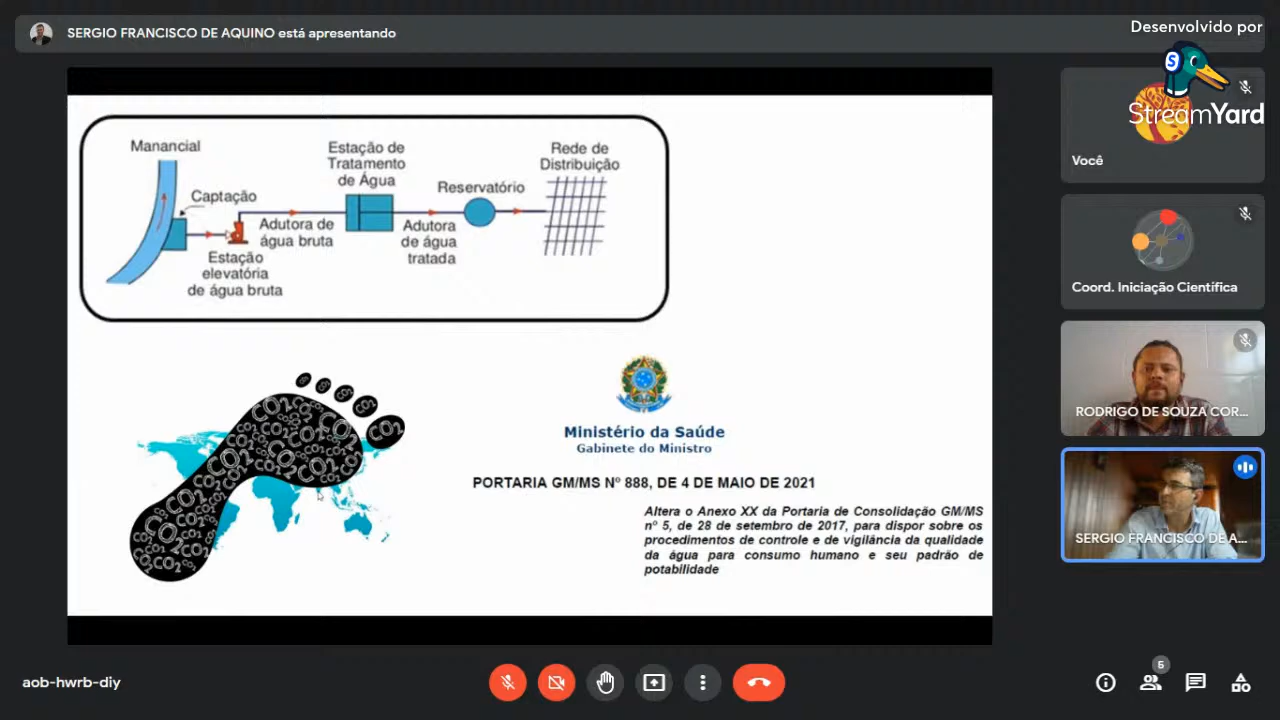 SERGIO FRANCISCO DE AQUINO está apresentando
Desenvolvido por
StreamYard
Manancial
Captação
Estação
elevatória
de água bruta
Adutora de
água bruta
Estação de
Tratamento
de Água
Adutora
de água
tratada
Reservatório
Rede de
Distribuição
CO2
Ministério da Saúde
Gabinete do Ministro
PORTARIA GM/MS Nº 888, DE 4 DE MAIO DE 2021
Altera o Anexo XX da Portaria de Consolidação GM/MS
nº 5, de 28 de setembro de 2017, para dispor sobre os
procedimentos de controle e de vigilância da qualidade
da água para consumo humano e seu padrão de
potabilidade
Você
Coord. Iniciação Científica
RODRIGO DE SOUZA COR...
SERGIO FRANCISCO DE A...
aob-hwrb-diy
5